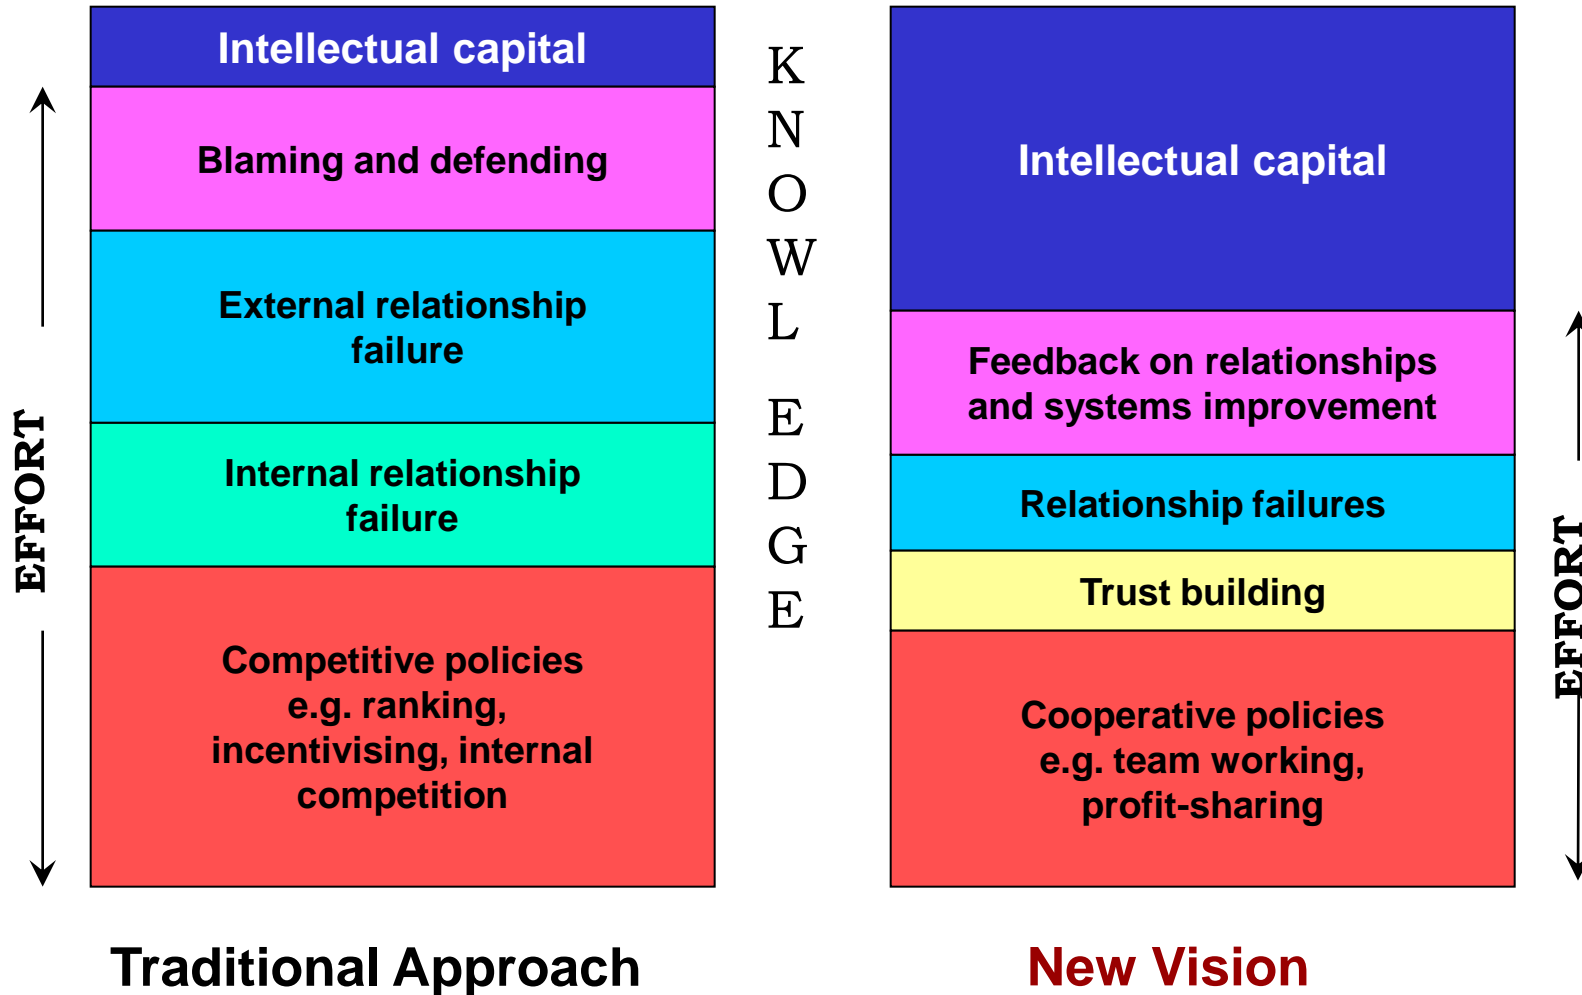 Intellectual capital
Blaming and defending
External relationship
failure
Internal relationship
failure
Competitive policies
e.g. ranking,
incentivising, internal
competition
EFFORT
Traditional Approach
K
N
O
W
L
E
D
G
E
Intellectual capital
Feedback on relationships
and systems improvement
Relationship failures
Trust building
Cooperative policies
e.g. team working,
profit-sharing
EFFORT
New Vision